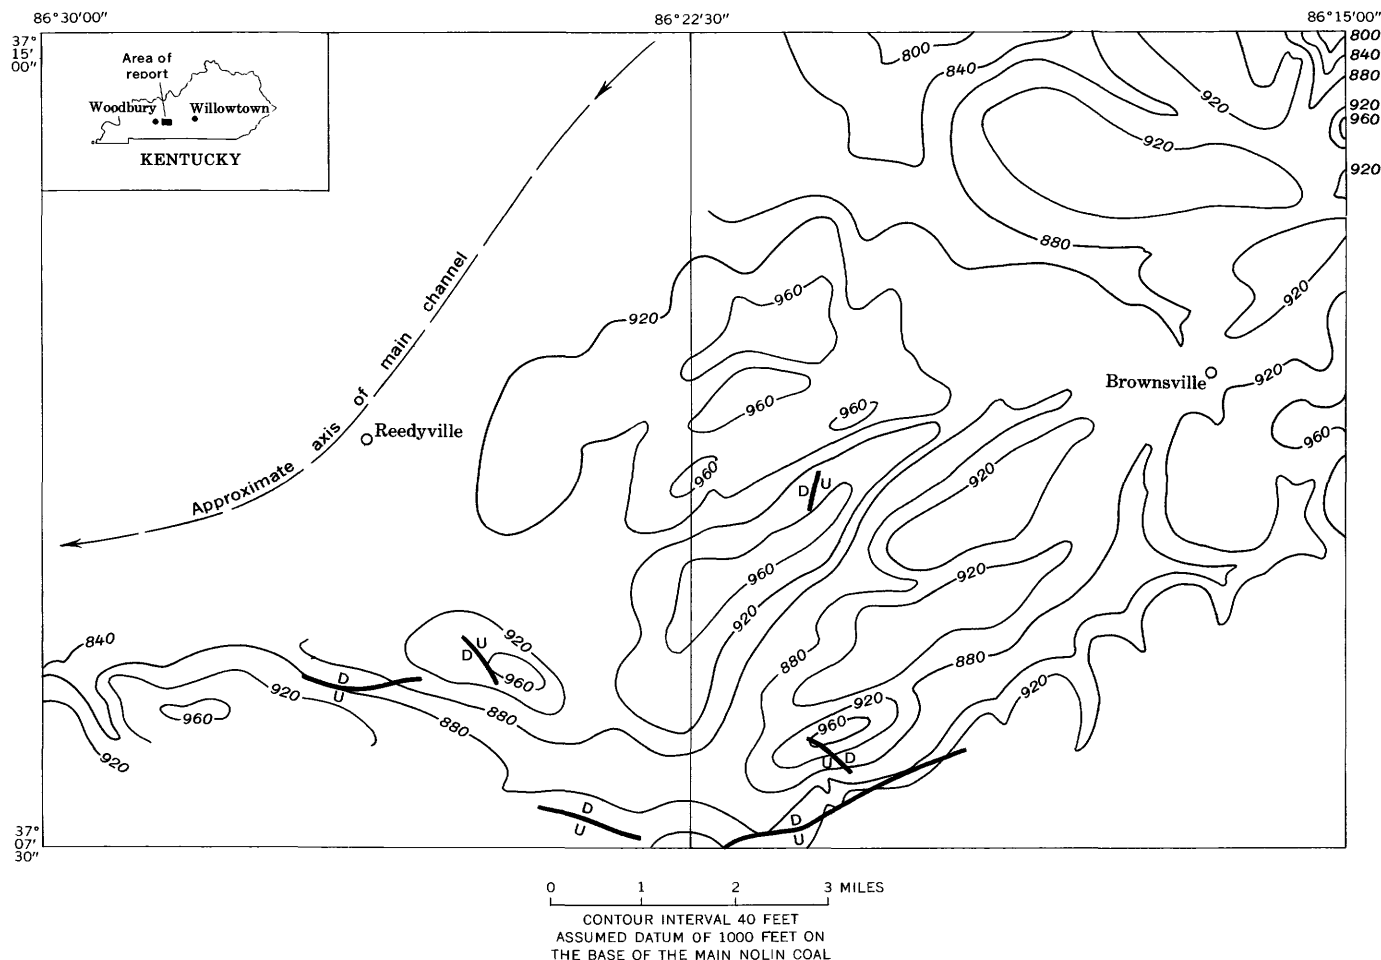 86°30'00"
86°22'30"
86°15'00"
37°
15'
00"
Area of
report
Woodbury
Willowtown
KENTUCKY
800
840
880
920
960
920
800
840
920
920
880
920
960
920
Approximate axis of main channel
Reedyville
Brownsville
920
960
960
960
960
D
U
920
960
920
920
880
880
920
920
960
U
D
840
920
U
D
960
D
U
920
960
880
880
920
D
U
D
U
37°
07'
30"
0 1 2 3 MILES
CONTOUR INTERVAL 40 FEET
ASSUMED DATUM OF 1000 FEET ON
THE BASE OF THE MAIN NOLIN COAL